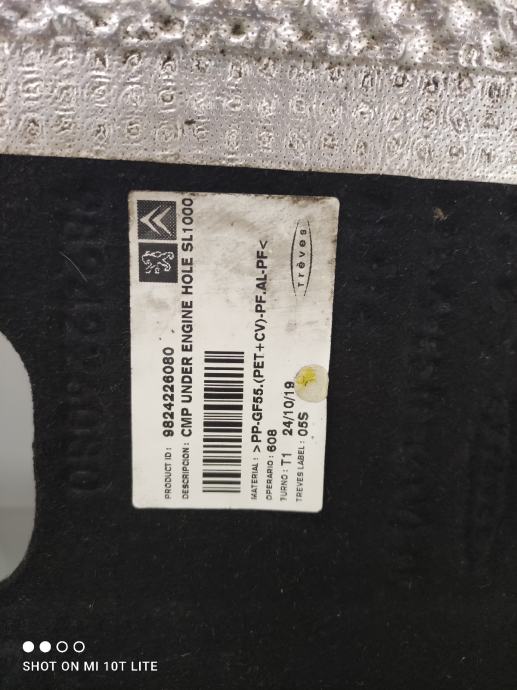 PRODUCT ID: 9824226080
DESCRIPCION: CMP UNDER ENGINE HOLE SL1000
MATERIAL: >PP-GF55.(PET+CV)-PF.AL-PF<
OPERARIO: 608
TURNO: T1 24/10/19
TREVES LABEL: 05S
Trèves
SHOT ON MI 10T LITE